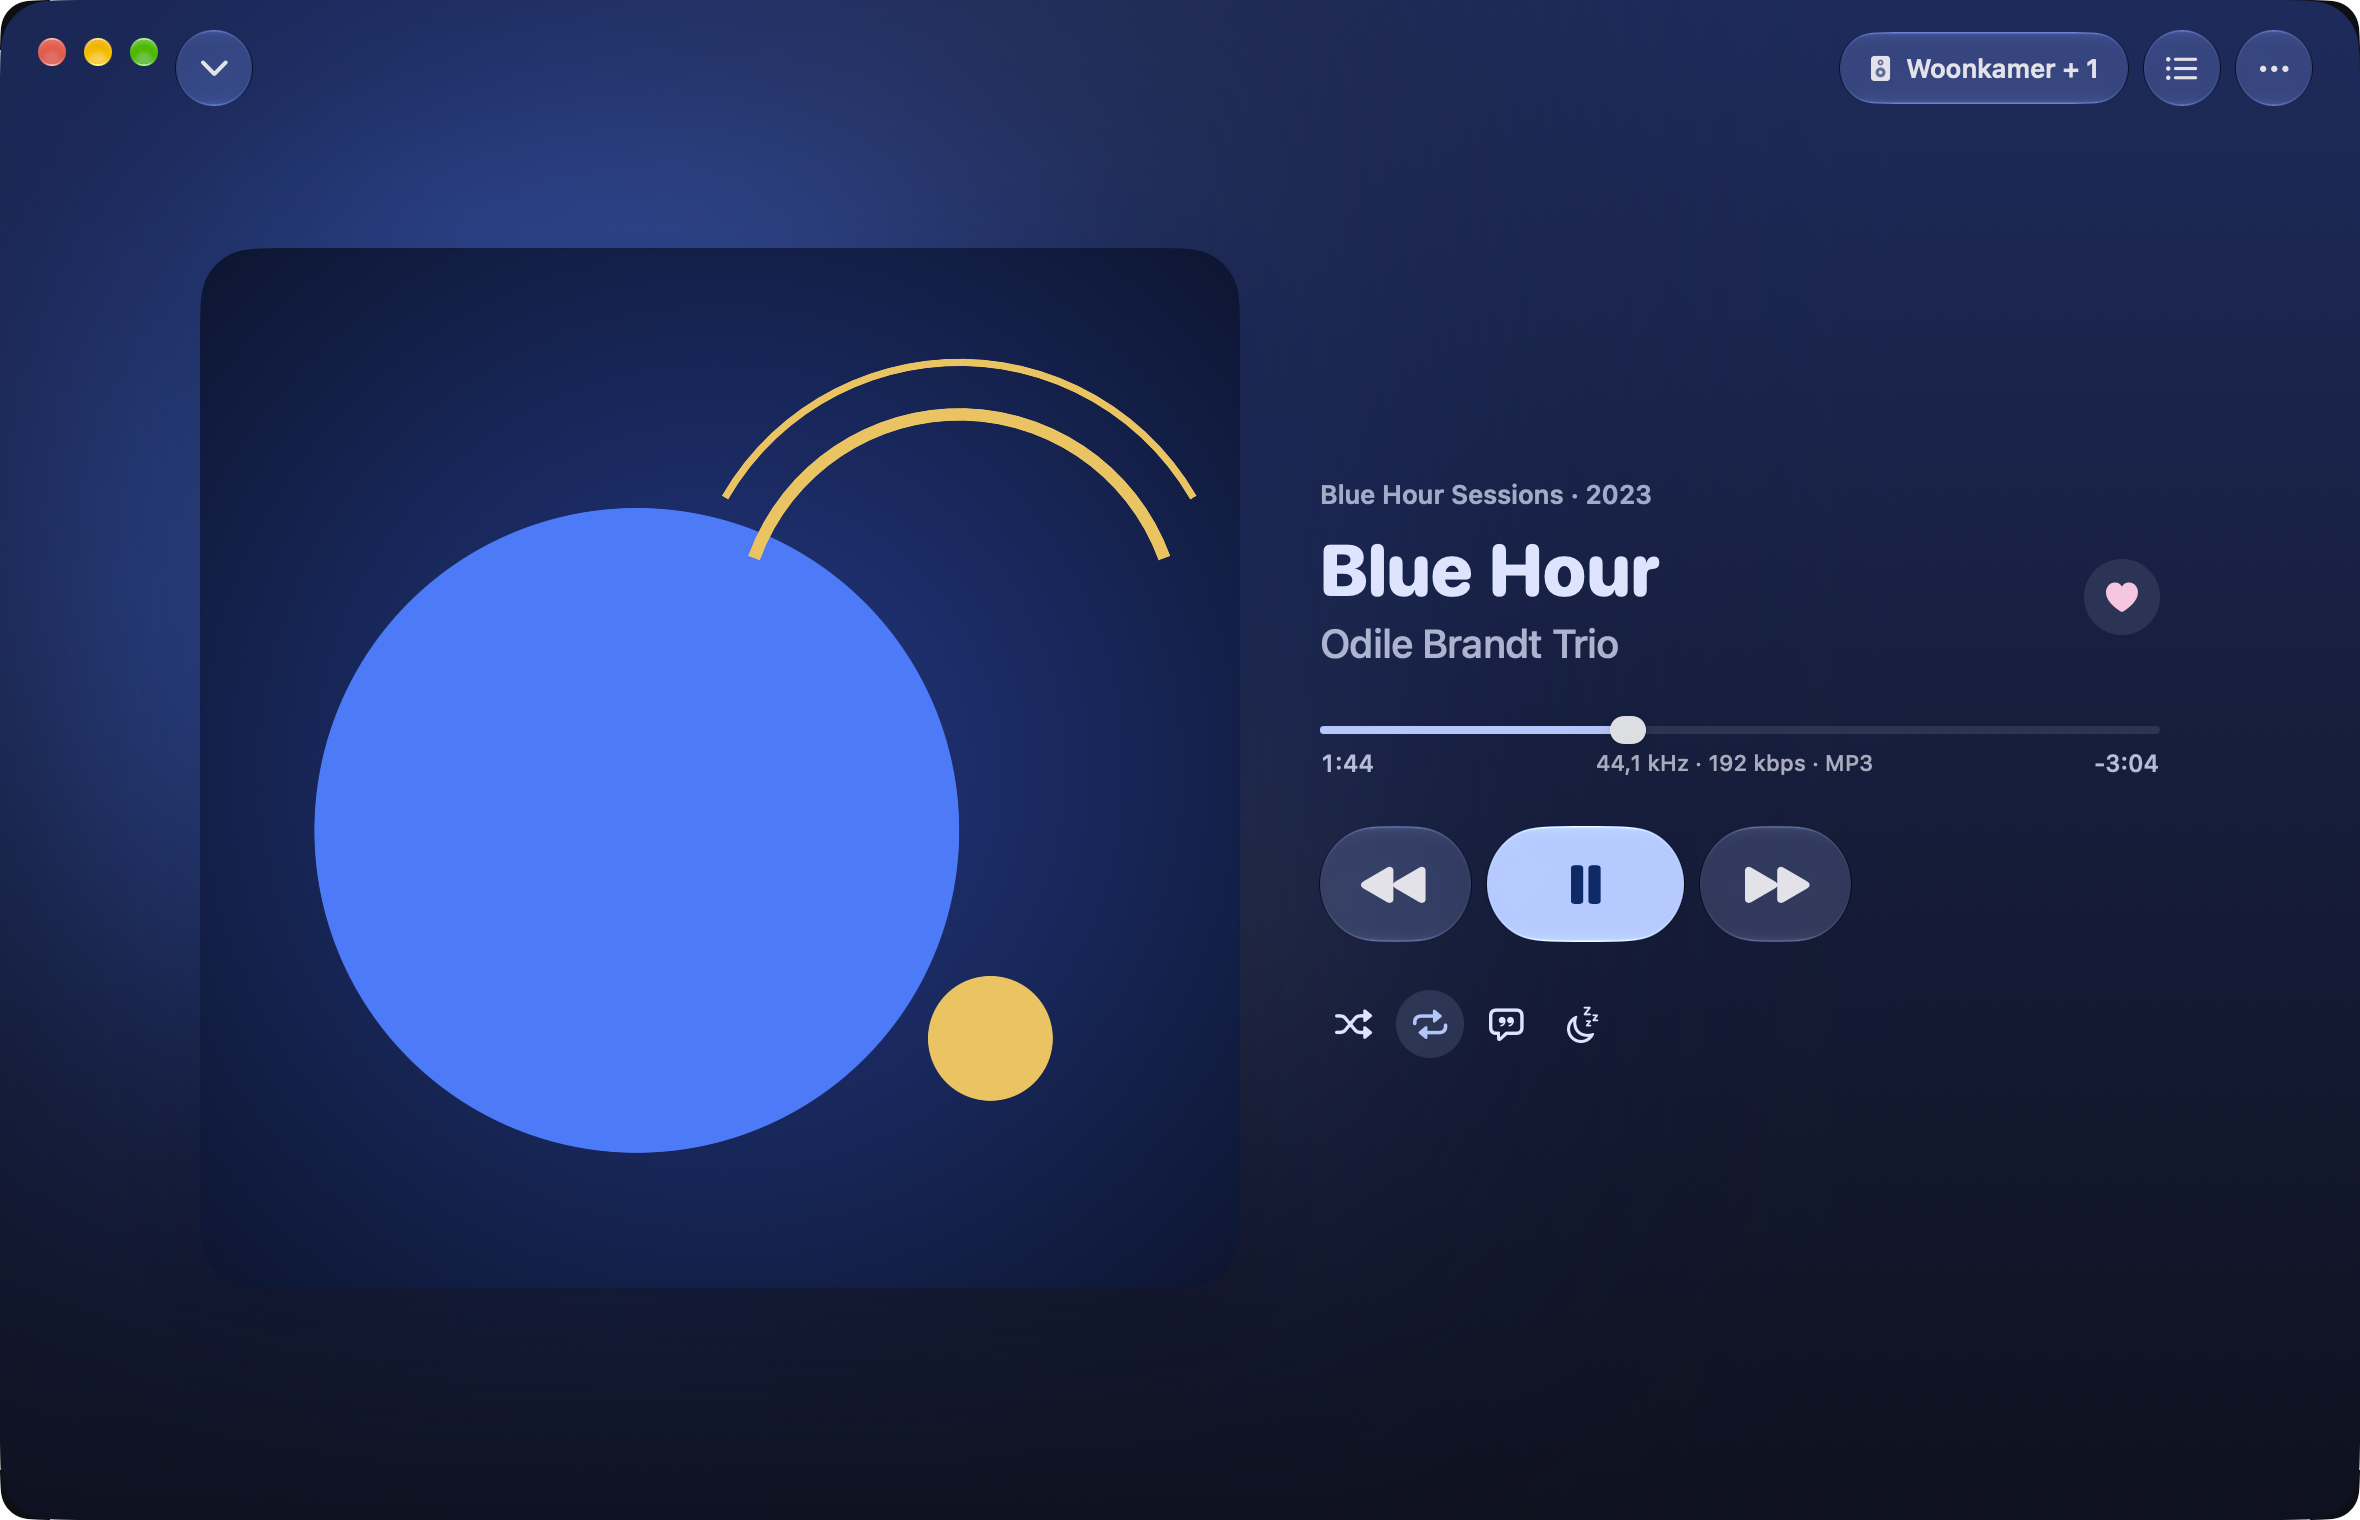 Woonkamer + 1
Blue Hour Sessions · 2023
Blue Hour
Odile Brandt Trio
1:44
44,1 kHz · 192 kbps · MP3
-3:04